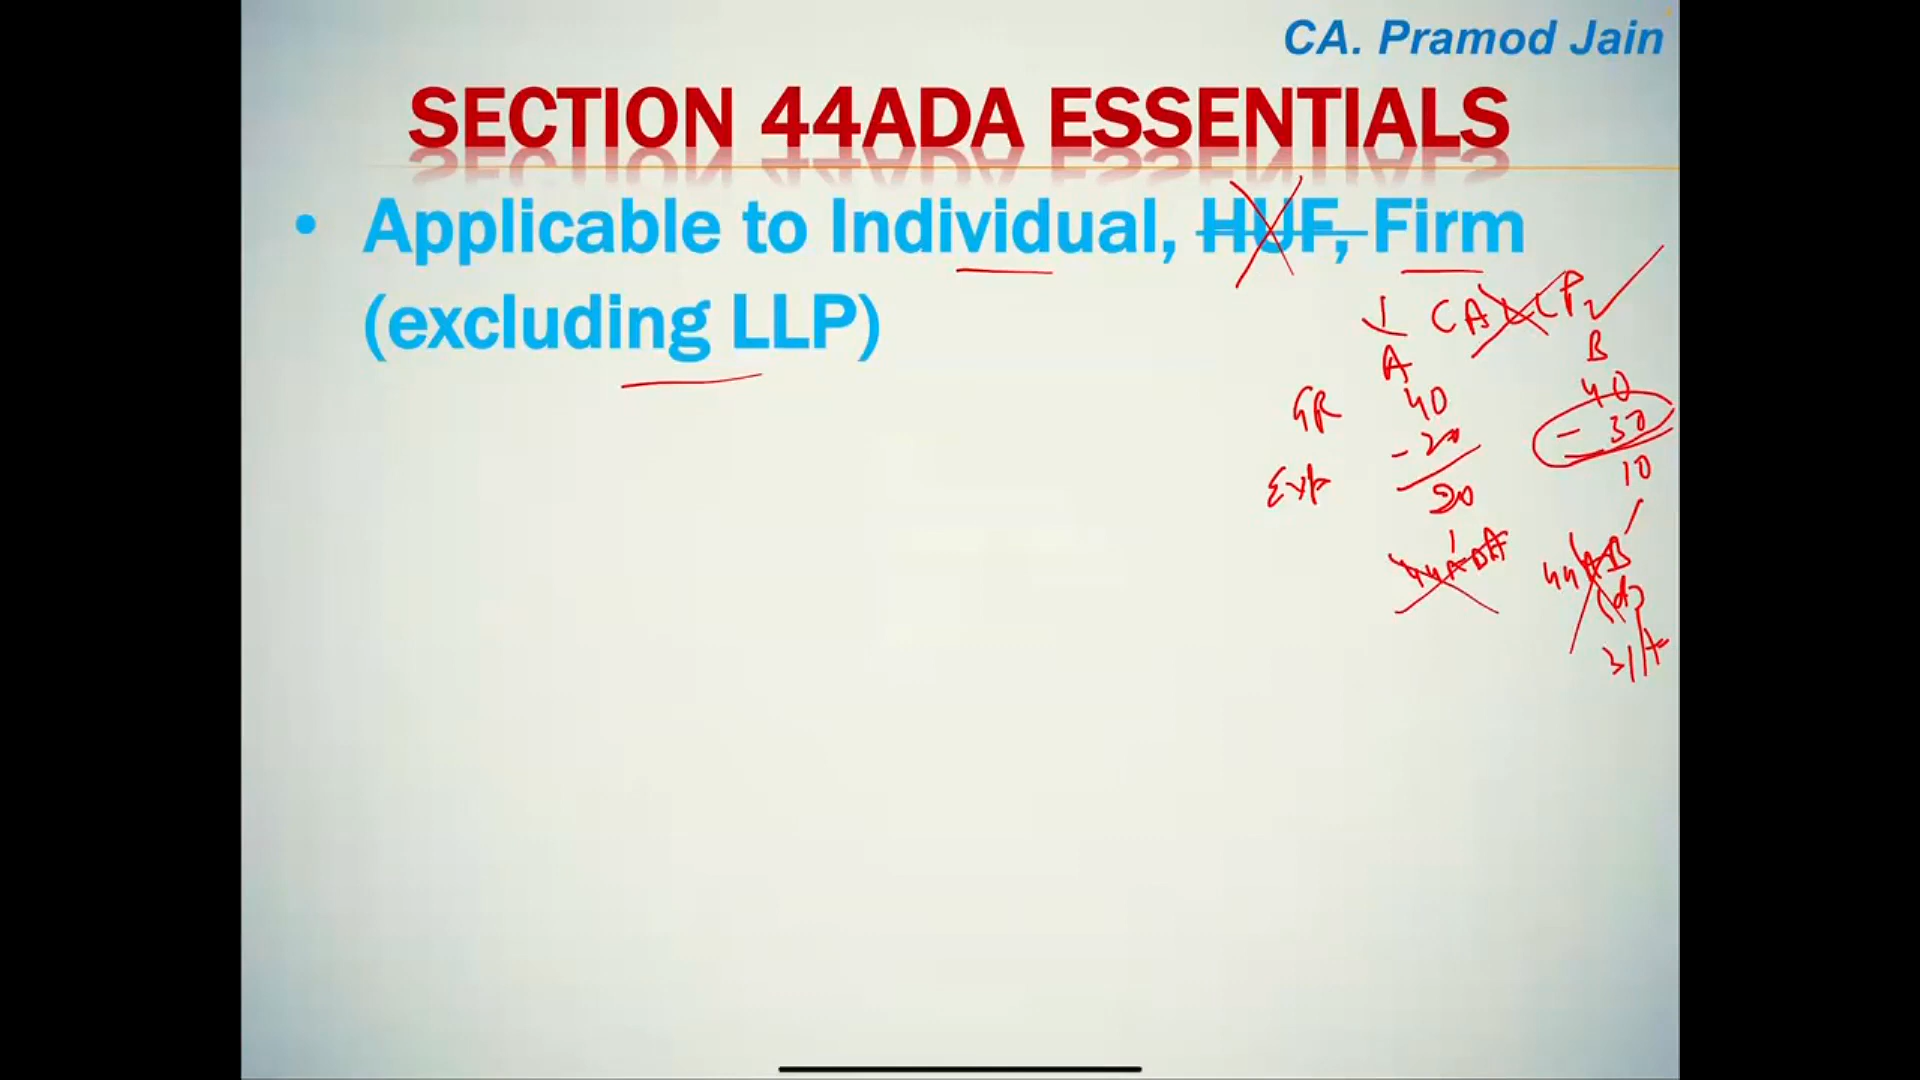 CA. Pramod Jain
SECTION 44ADA ESSENTIALS
• Applicable to Individual, HUF, Firm
(excluding LLP)
CA
A B
GR 40 40
Exp - 20 - 30
20 10
44ADA 44AB
(d)